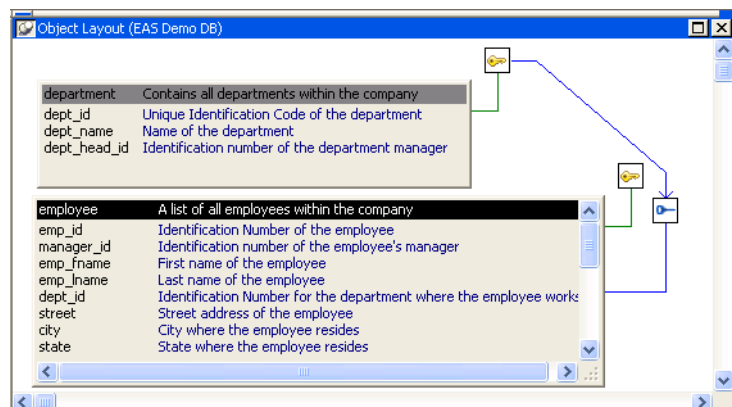 Object Layout (EAS Demo DB)
department Contains all departments within the company
dept_id Unique Identification Code of the department
dept_name Name of the department
dept_head_id Identification number of the department manager
employee A list of all employees within the company
emp_id Identification Number of the employee
manager_id Identification number of the employee's manager
emp_fname First name of the employee
emp_lname Last name of the employee
dept_id Identification Number for the department where the employee works
street Street address of the employee
city City where the employee resides
state State where the employee resides